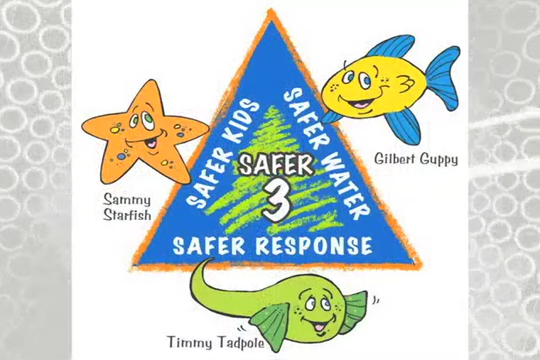 SAFER KIDS
SAFER WATER
Gilbert Guppy
SAFER
3
Sammy
Starfish
SAFER RESPONSE
Timmy Tadpole